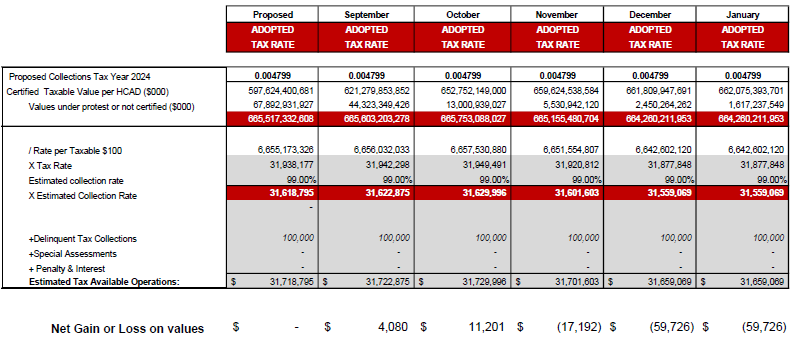 Proposed September October November December January
ADOPTED ADOPTED ADOPTED ADOPTED ADOPTED ADOPTED
TAX RATE TAX RATE TAX RATE TAX RATE TAX RATE TAX RATE
Proposed Collections Tax Year 2024 0.004799 0.004799 0.004799 0.004799 0.004799 0.004799
Certified Taxable Value per HCAD ($000) 597,624,400,681 621,279,853,852 652,752,149,000 659,624,538,584 661,809,947,691 662,075,393,701
Values under protest or not certified ($000) 67,892,931,927 44,323,349,426 13,000,939,027 5,530,942,120 2,450,264,262 1,617,237,549
665,517,332,608 665,603,203,278 665,753,088,027 665,155,480,704 664,260,211,953 664,260,211,953
/ Rate per Taxable $100 6,655,173,326 6,656,032,033 6,657,530,880 6,651,554,807 6,642,602,120 6,642,602,120
X Tax Rate 31,938,177 31,942,298 31,949,491 31,920,812 31,877,848 31,877,848
Estimated collection rate 99.00% 99.00% 99.00% 99.00% 99.00% 99.00%
X Estimated Collection Rate 31,618,795 31,622,875 31,629,996 31,601,603 31,559,069 31,559,069
-
+Delinquent Tax Collections 100,000 100,000 100,000 100,000 100,000 100,000
+Special Assessments - - - - - -
+ Penalty & Interest - - - - - -
Estimated Tax Available Operations: $ 31,718,795 $ 31,722,875 $ 31,729,996 $ 31,701,603 $ 31,659,069 $ 31,659,069
Net Gain or Loss on values $ - $ 4,080 $ 11,201 $ (17,192) $ (59,726) $ (59,726)